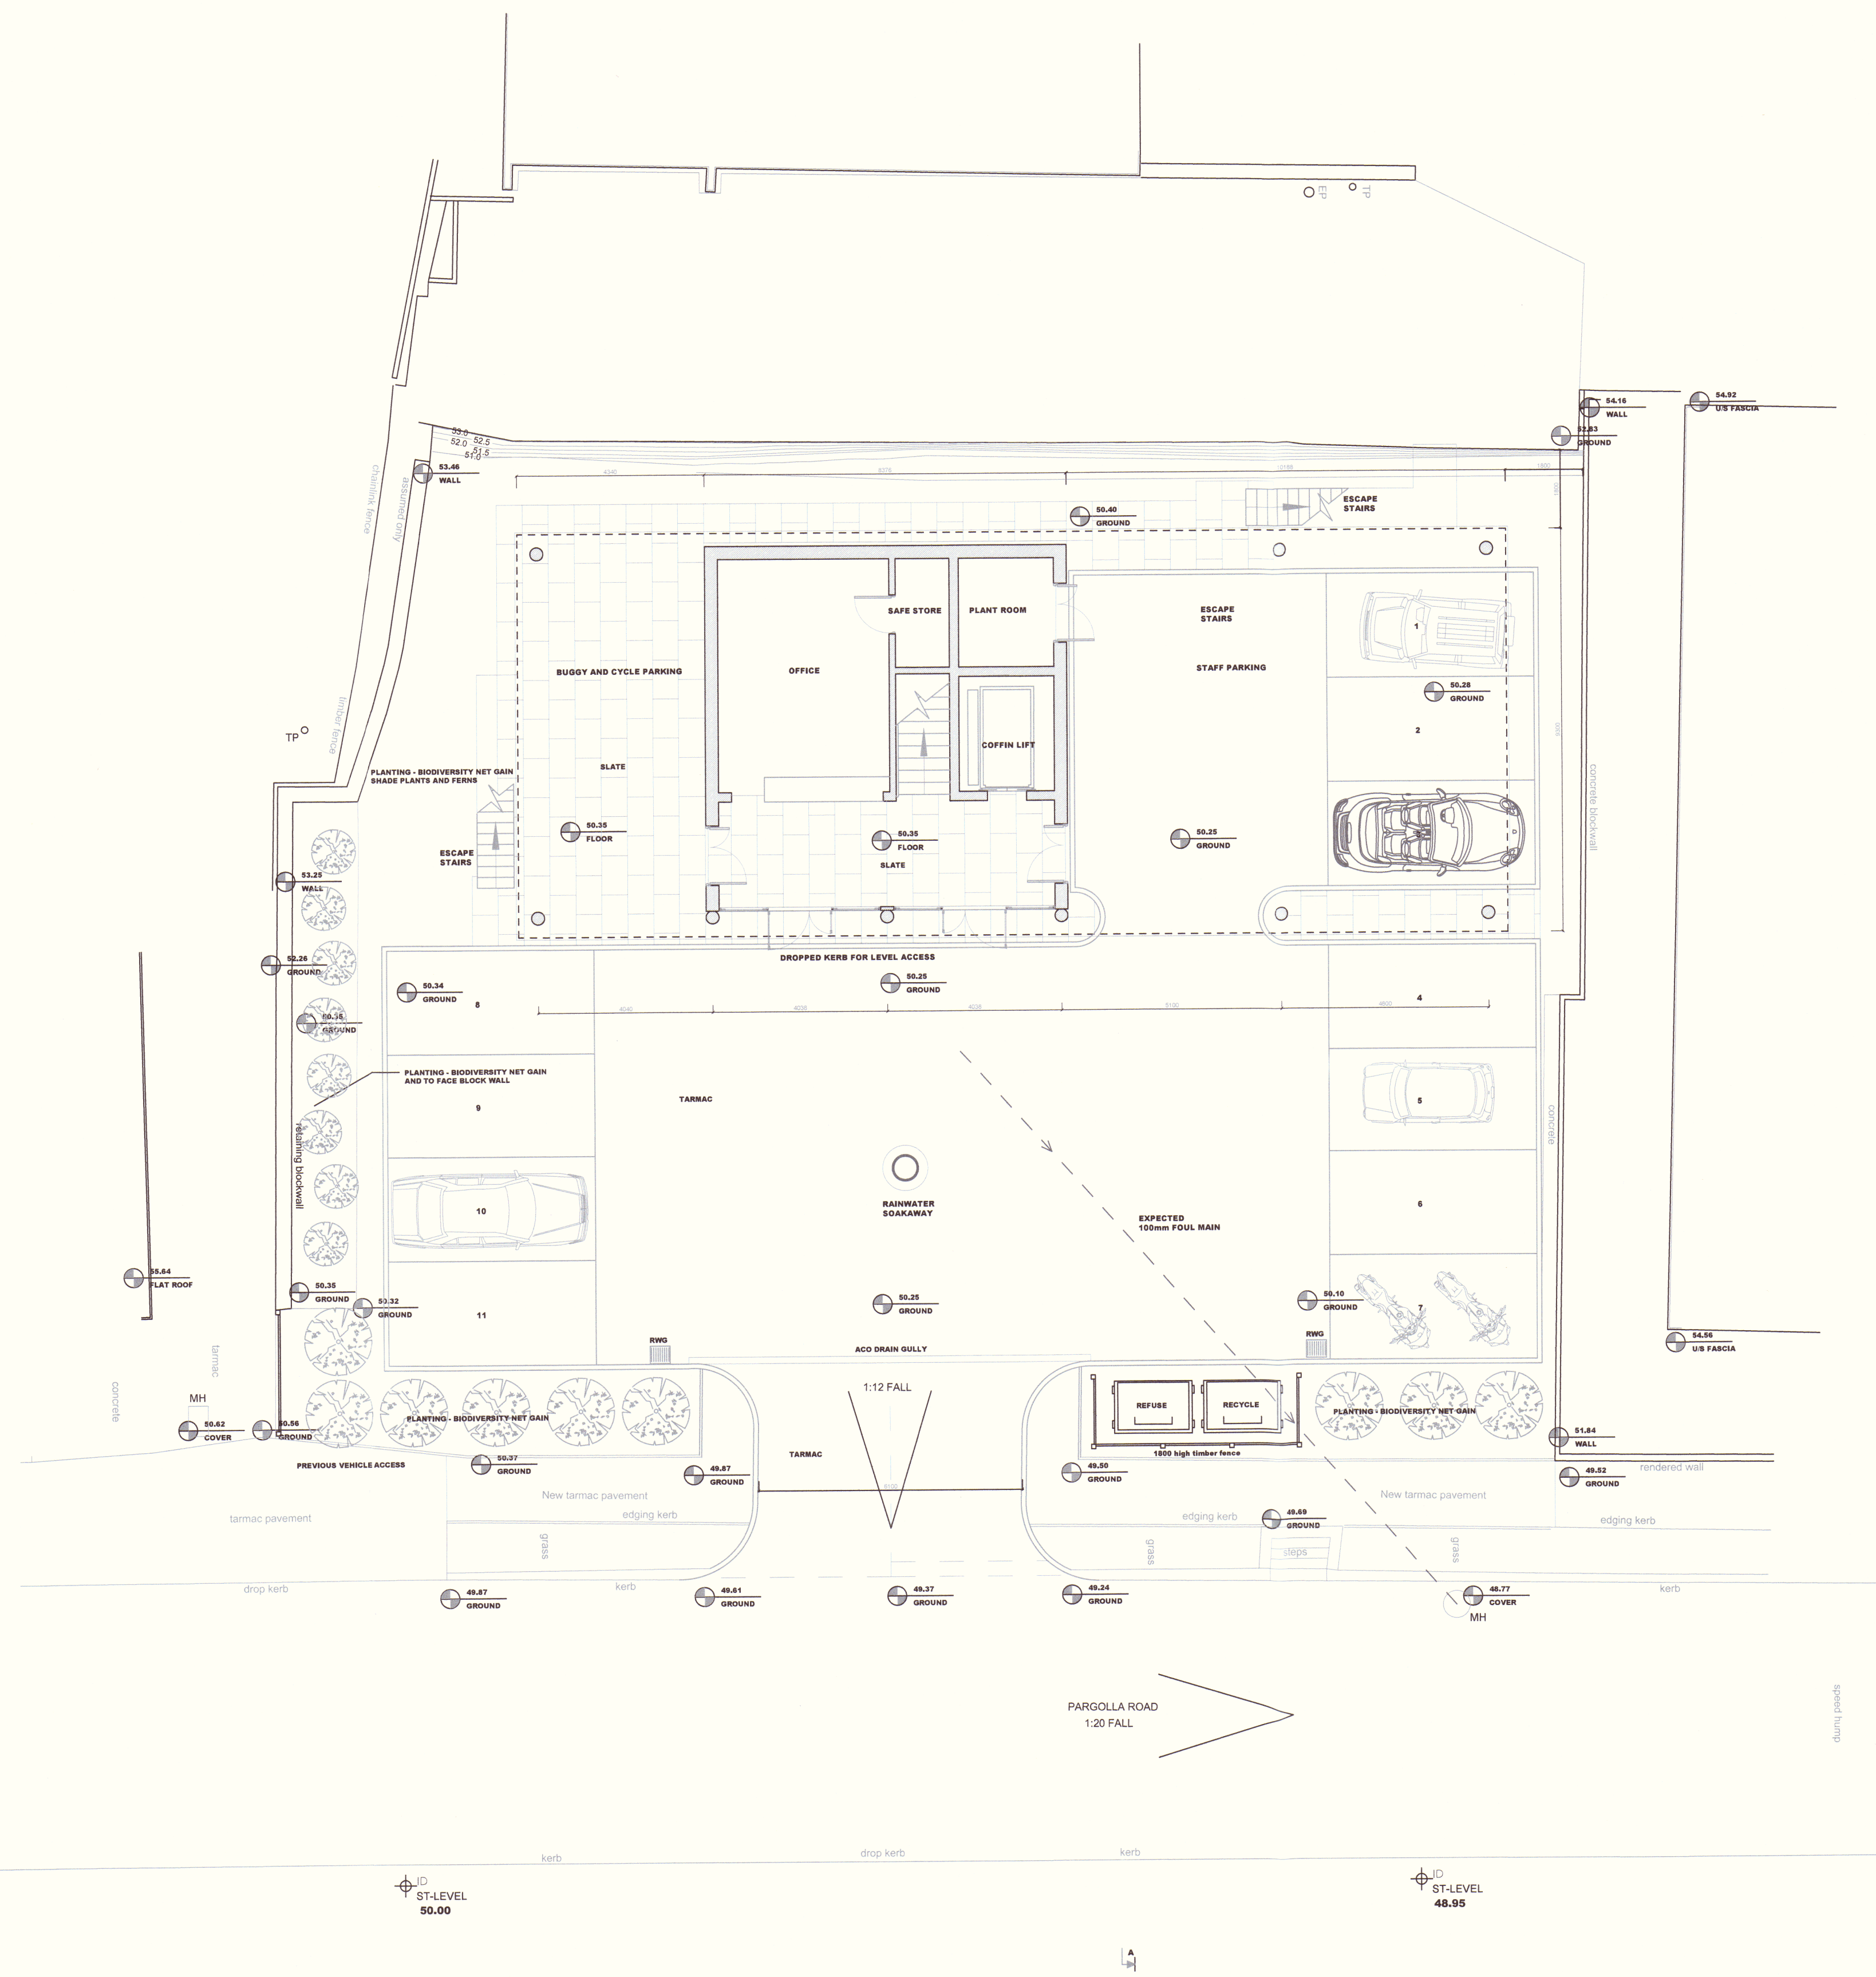 EP
TP
54.16
WALL
54.92
U/S FASCIA
52.83
GROUND
53.0
52.5
52.0
51.5
51.0
53.46
WALL
4340
8376
1800
chainlink fence
assumed only
ESCAPE
STAIRS
50.40
GROUND
SAFE STORE
PLANT ROOM
ESCAPE
STAIRS
1
BUGGY AND CYCLE PARKING
OFFICE
STAFF PARKING
50.28
GROUND
timber fence
TP
2
COFFIN LIFT
SLATE
PLANTING - BIODIVERSITY NET GAIN
SHADE PLANTS AND FERNS
concrete blockwall
50.35
FLOOR
50.35
FLOOR
50.25
GROUND
ESCAPE
STAIRS
SLATE
53.25
WALL
DROPPED KERB FOR LEVEL ACCESS
52.26
GROUND
50.34
GROUND
8
50.25
GROUND
4
4040
4036
4036
5100
4800
GROUND
PLANTING - BIODIVERSITY NET GAIN
AND TO FACE BLOCK WALL
TARMAC
9
5
concrete
retaining blockwall
10
RAINWATER
SOAKAWAY
6
EXPECTED
100mm FOUL MAIN
55.64
FLAT ROOF
50.35
GROUND
50.32
GROUND
11
50.25
GROUND
50.10
GROUND
7
RWG
RWG
54.56
U/S FASCIA
ACO DRAIN GULLY
tarmac
concrete
1:12 FALL
MH
50.62
COVER
50.56
GROUND
PLANTING - BIODIVERSITY NET GAIN
REFUSE
RECYCLE
PLANTING - BIODIVERSITY NET GAIN
51.84
WALL
TARMAC
1800 high timber fence
PREVIOUS VEHICLE ACCESS
50.37
GROUND
49.87
GROUND
49.50
GROUND
49.52
GROUND
rendered wall
5100
New tarmac pavement
New tarmac pavement
tarmac pavement
edging kerb
edging kerb
49.69
GROUND
edging kerb
grass
grass
steps
grass
drop kerb
kerb
kerb
49.87
GROUND
49.61
GROUND
49.37
GROUND
49.24
GROUND
48.77
COVER
MH
PARGOLLA ROAD
1:20 FALL
speed hump
kerb
drop kerb
kerb
ID
ST-LEVEL
50.00
ID
ST-LEVEL
48.95
A